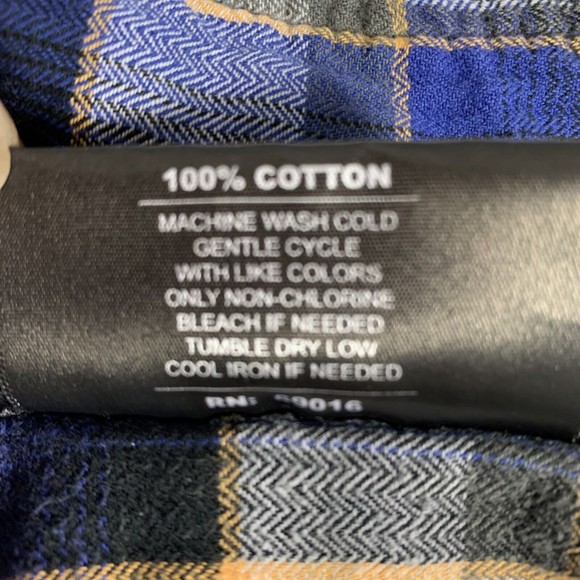 100% COTTON
MACHINE WASH COLD
GENTLE CYCLE
WITH LIKE COLORS
ONLY NON-CHLORINE
BLEACH IF NEEDED
TUMBLE DRY LOW
COOL IRON IF NEEDED
RN: